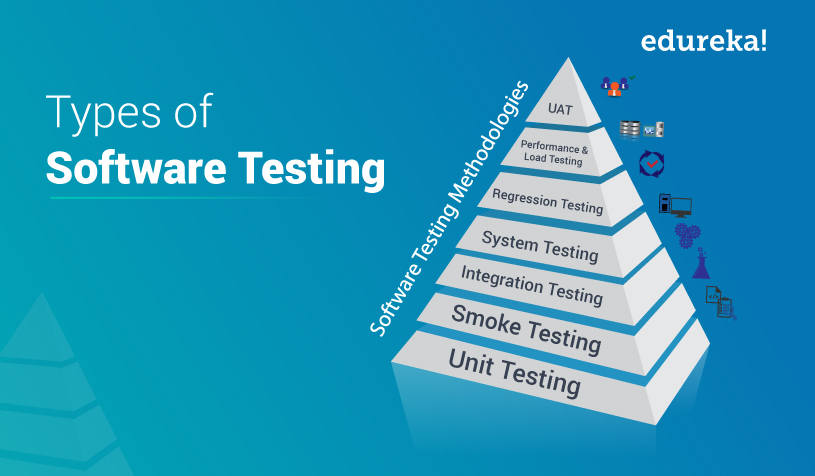 edureka!
Types of
Software Testing
Software Testing Methodologies
UAT
Performance &
Load Testing
Regression Testing
System Testing
Integration Testing
Smoke Testing
Unit Testing